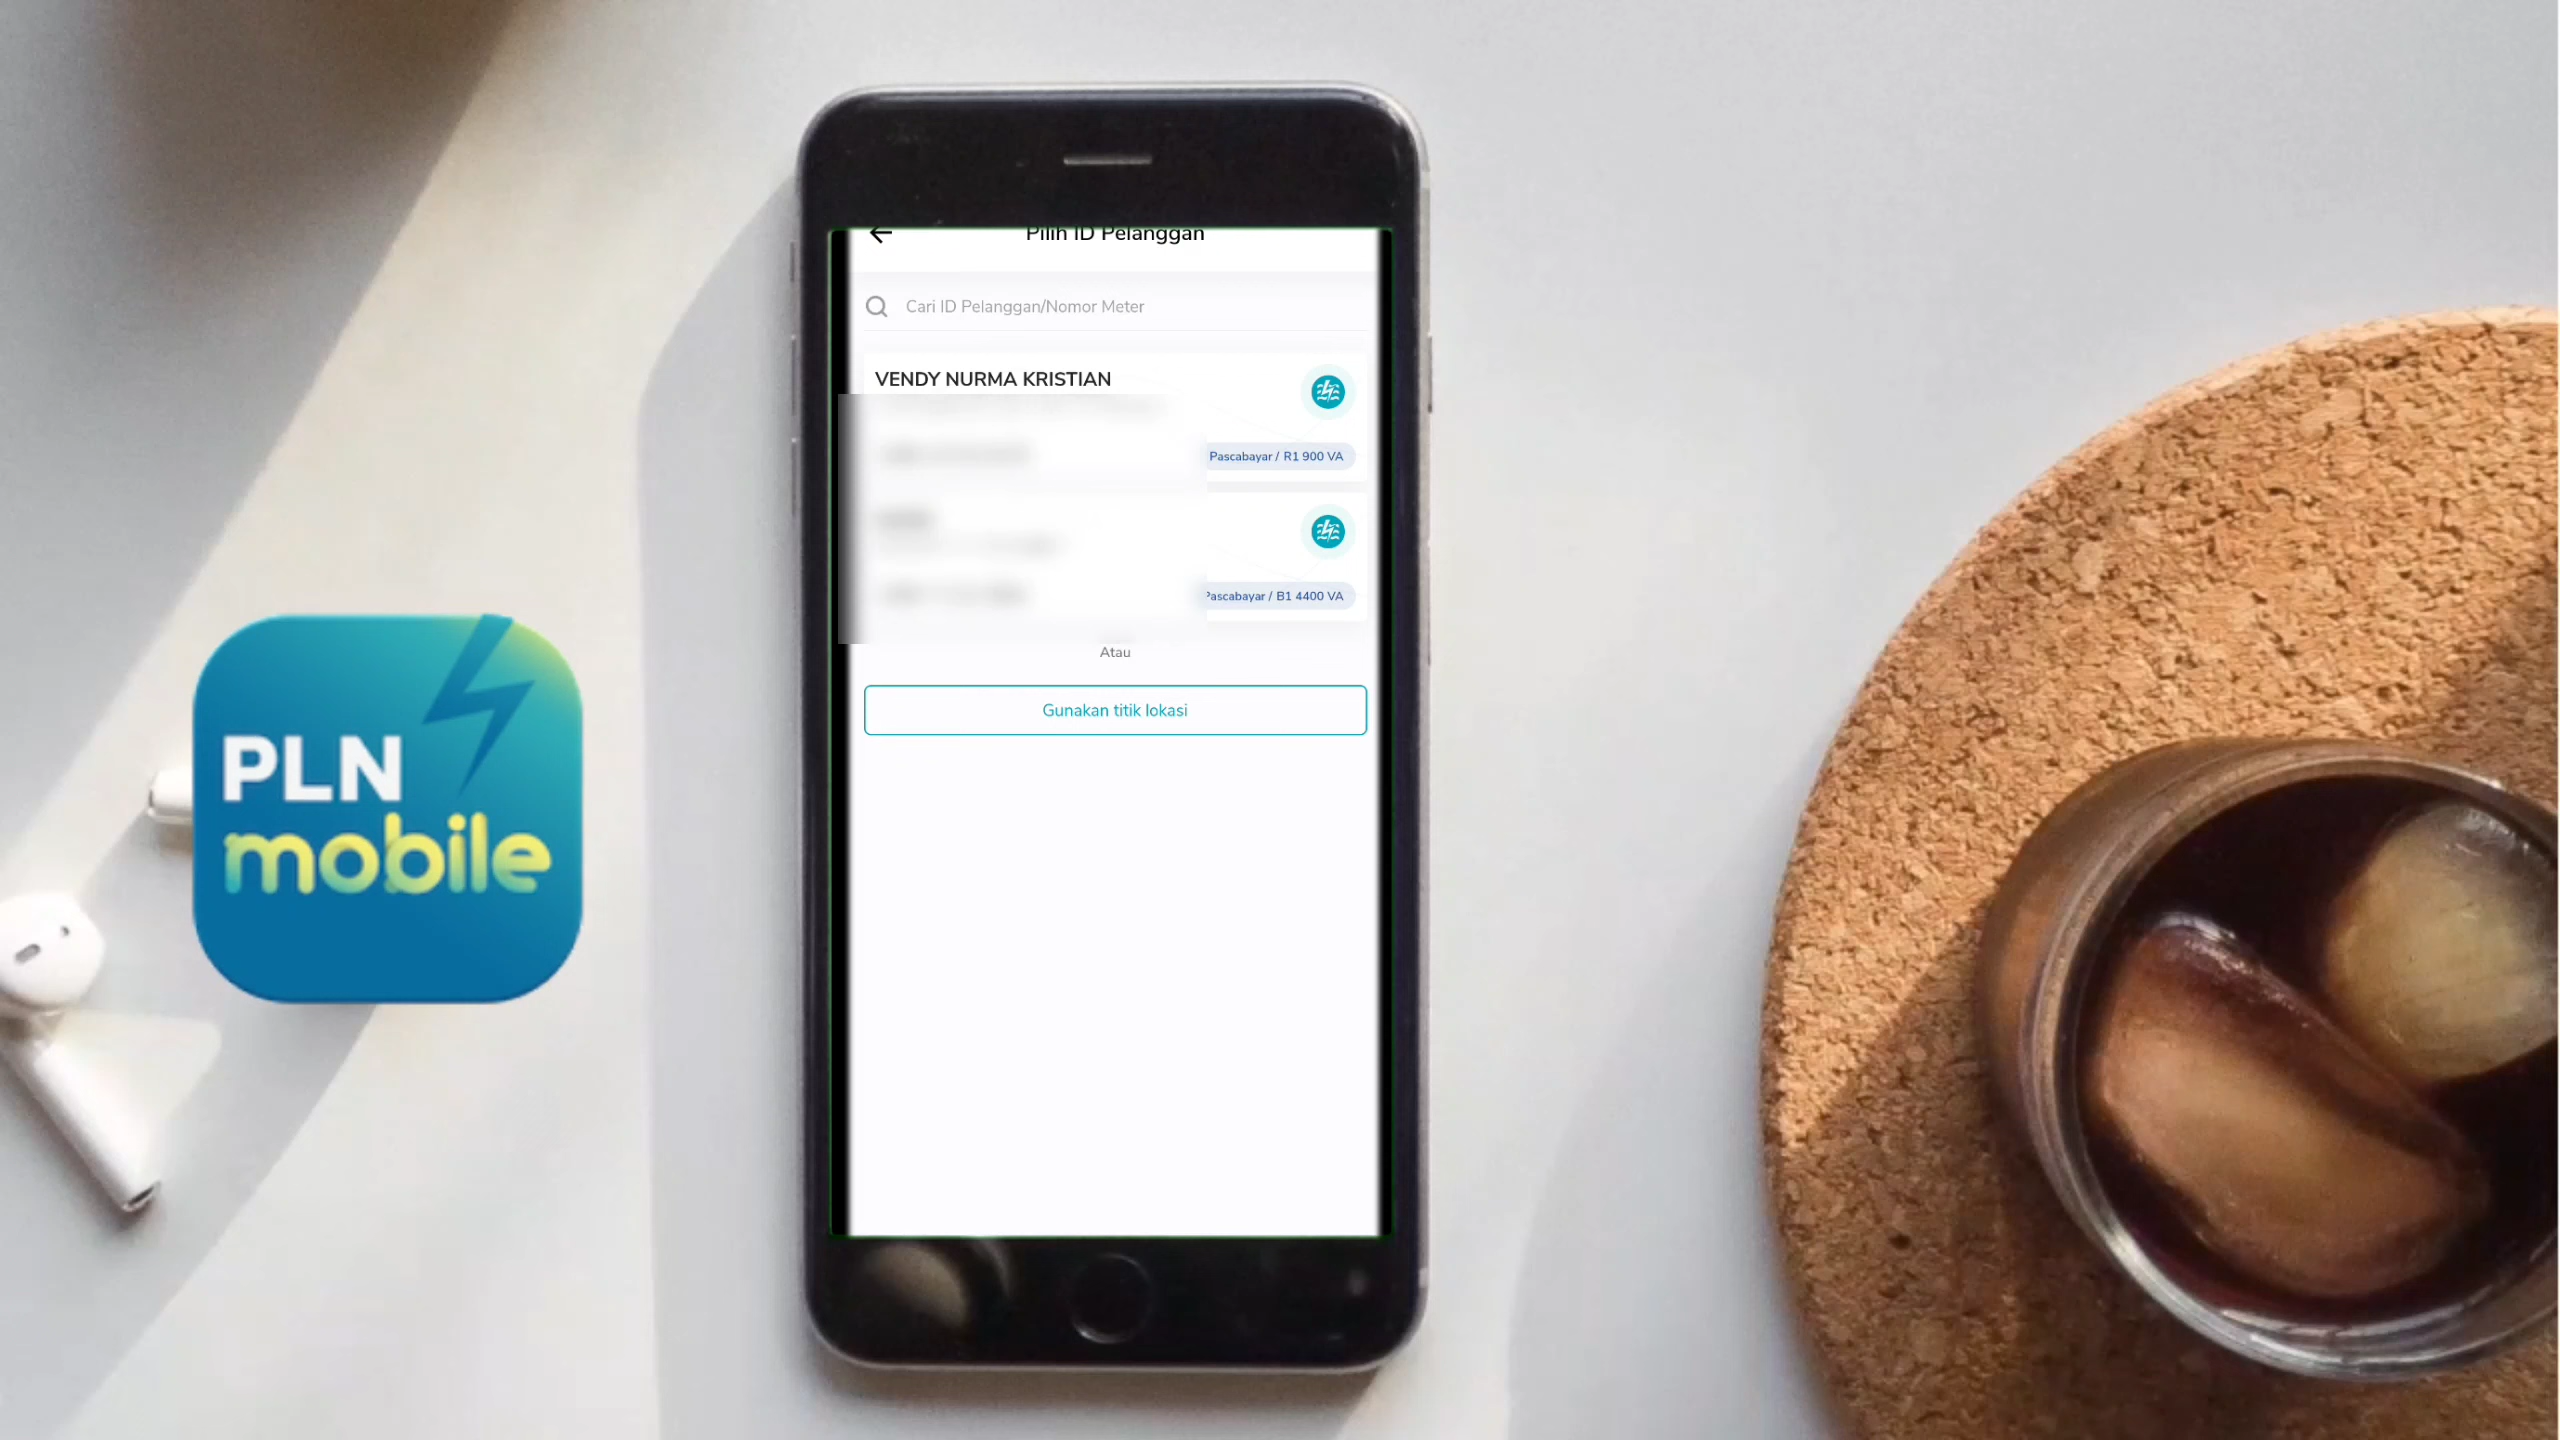 Pilih ID Pelanggan
Cari ID Pelanggan/Nomor Meter
VENDY NURMA KRISTIAN
Pascabayar / R1 900 VA
Pascabayar / B1 4400 VA
Atau
Gunakan titik lokasi
PLN
mobile